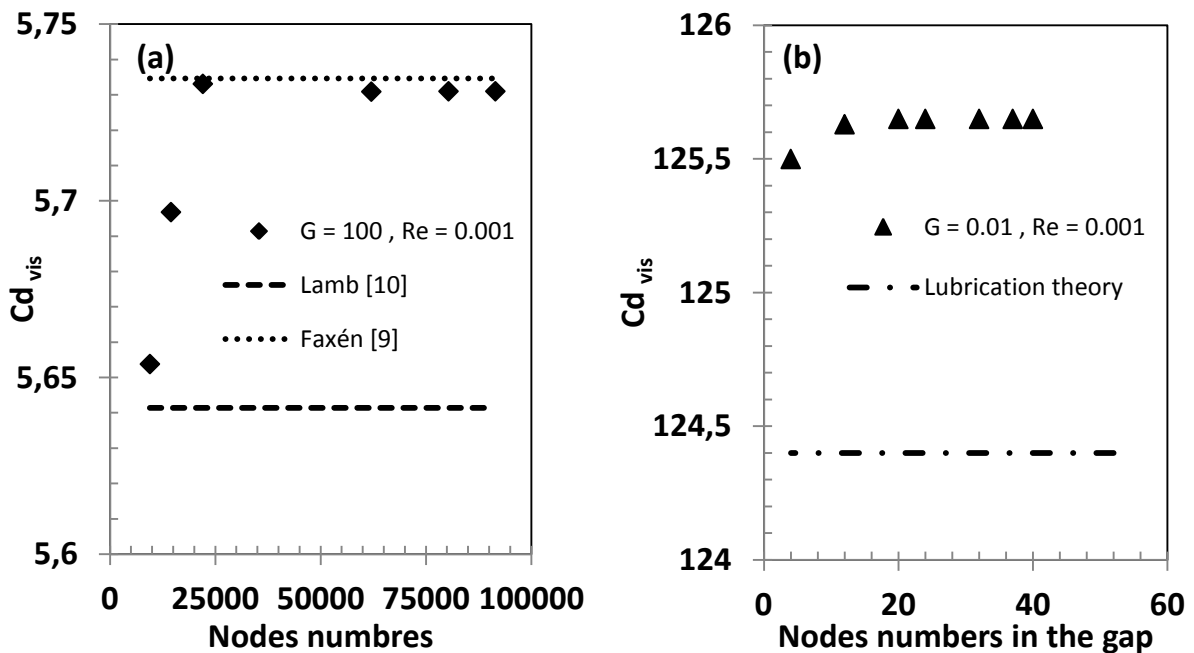 (a)
5,75
5,7
5,65
5,6
Cd vis
G = 100 , Re = 0.001
Lamb [10]
Faxén [9]
0 25000 50000 75000 100000
Nodes numbres
(b)
126
125,5
125
124,5
124
Cd vis
G = 0.01 , Re = 0.001
Lubrication theory
0 20 40 60
Nodes numbers in the gap